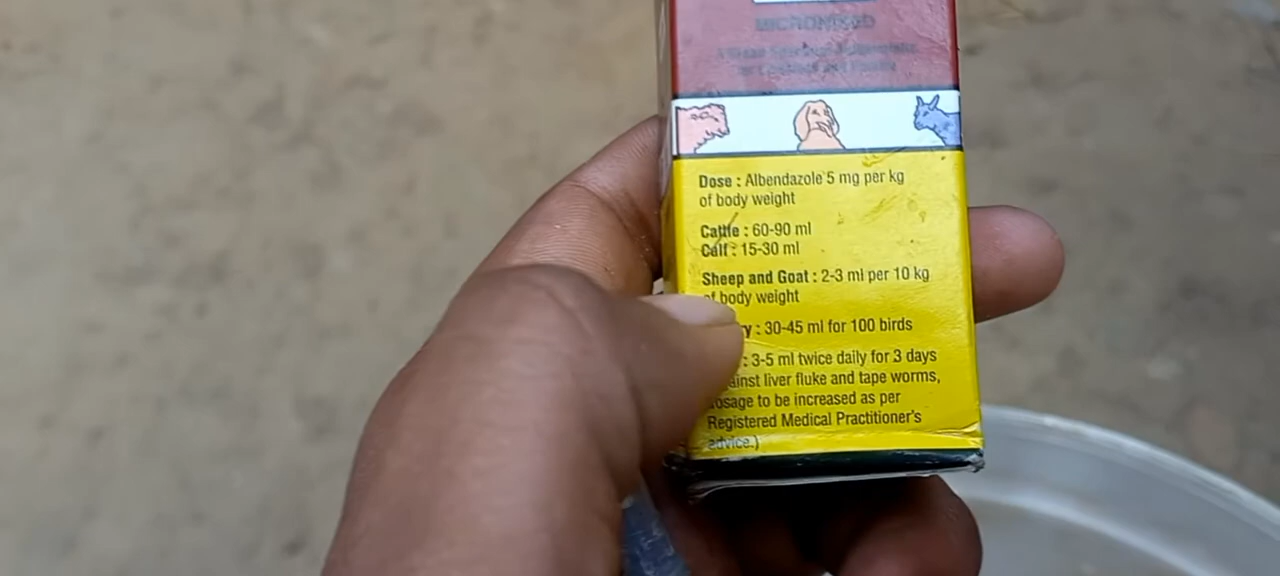 MICRONISED
Dose : Albendazole 5 mg per kg
of body weight
Cattle : 60-90 ml
Calf : 15-30 ml
Sheep and Goat : 2-3 ml per 10 kg
of body weight
: 30-45 ml for 100 birds
: 3-5 ml twice daily for 3 days
liver fluke and tape worms,
to be increased as per
Registered Medical Practitioner's
advice.)